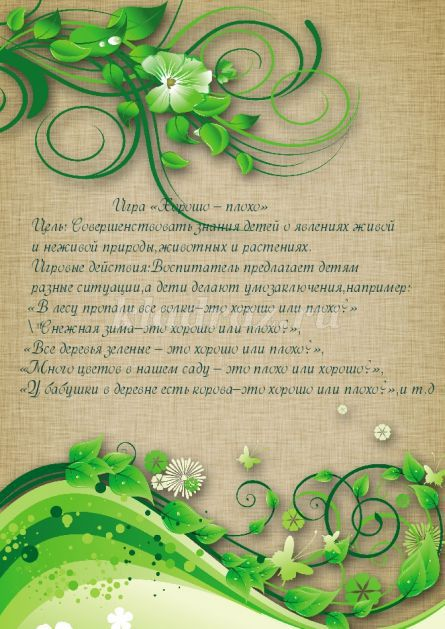 Игра «Хорошо – плохо»
Цель: Совершенствовать знания детей о явлениях живой
и неживой природы,животных и растениях.
Игровые действия:Воспитатель предлагает детям
разные ситуации,а дети делают умозаключения,например:
«В лесу пропали все волки–это хорошо или плохо?»
\"Снежная зима–это хорошо или плохо?»,
«Все деревья зеленые – это хорошо или плохо?»,
«Много цветов в нашем саду – это плохо или хорошо?»,
«У бабушки в деревне есть корова–это хорошо или плохо?»,и т.д